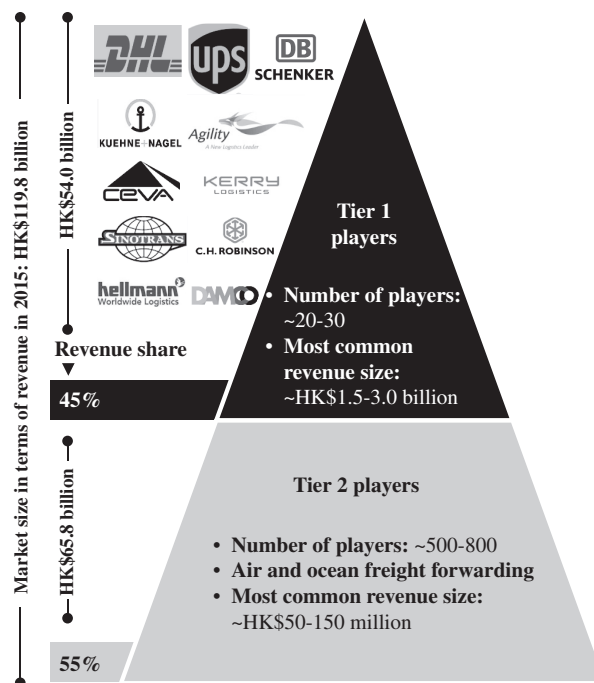 Market size in terms of revenue in 2015: HK$119.8 billion
HK$54.0 billion
DHL
ups
DB
SCHENKER
KUEHNE+NAGEL
Agility
A New Logistics Leader
CEVA
KERRY
LOGISTICS
SINOTRANS
C.H. ROBINSON
hellmann
Worldwide Logistics
DAMCO
Revenue share
45%
Tier 1
players
• Number of players:
~20-30
• Most common
revenue size:
~HK$1.5-3.0 billion
HK$65.8 billion
55%
Tier 2 players
• Number of players: ~500-800
• Air and ocean freight forwarding
• Most common revenue size:
~HK$50-150 million